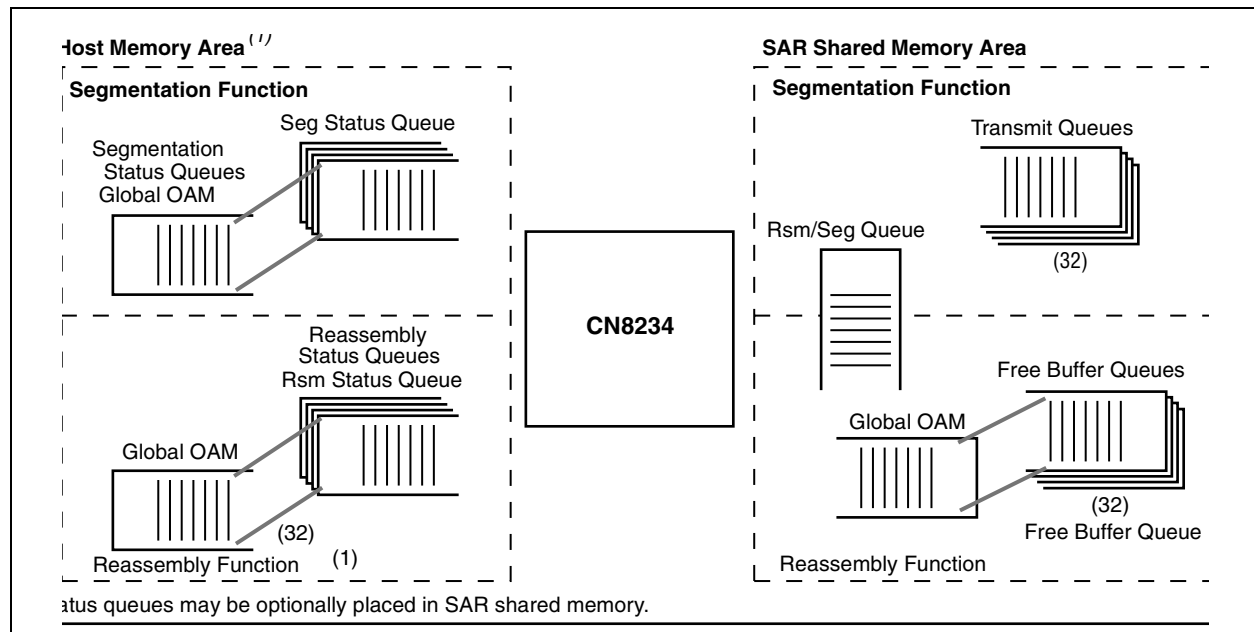 Host Memory Area (1)
Segmentation Function
Seg Status Queue
Segmentation
Status Queues
Global OAM
Reassembly
Status Queues
Rsm Status Queue
Global OAM
(32)
(1)
Reassembly Function
CN8234
SAR Shared Memory Area
Segmentation Function
Transmit Queues
(32)
Rsm/Seg Queue
Free Buffer Queues
Global OAM
(32)
Free Buffer Queue
Reassembly Function
queues may be optionally placed in SAR shared memory.